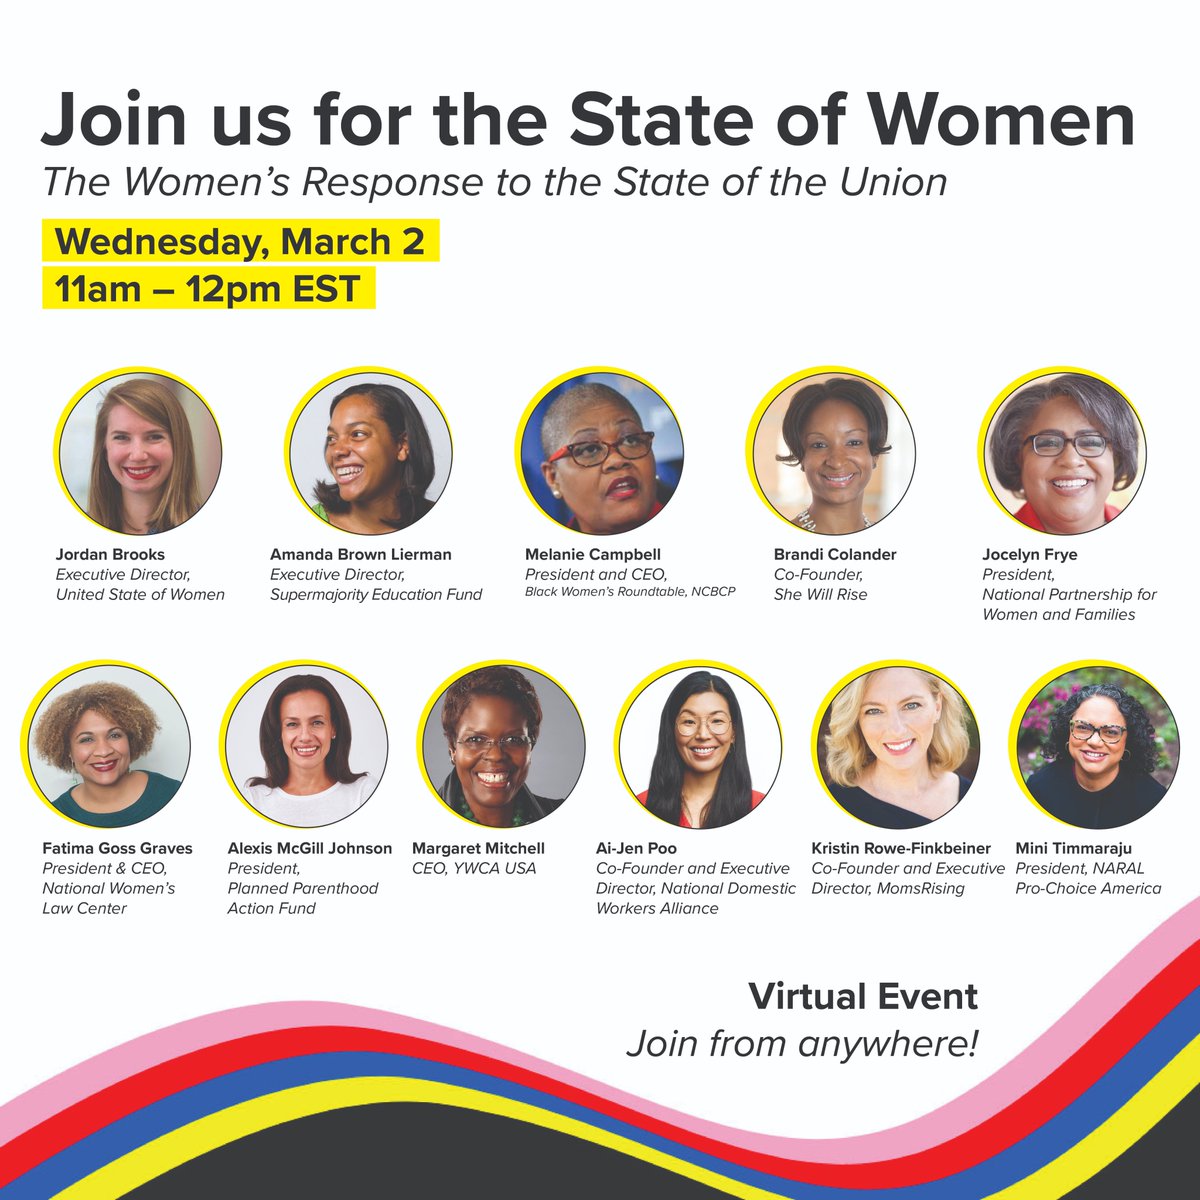 Join us for the State of Women
The Women's Response to the State of the Union
Wednesday, March 2
11am – 12pm EST
Jordan Brooks
Executive Director,
United State of Women
Amanda Brown Lierman
Executive Director,
Supermajority Education Fund
Melanie Campbell
President and CEO,
Black Women's Roundtable, NCBCP
Brandi Colander
Co-Founder,
She Will Rise
Jocelyn Frye
President,
National Partnership for
Women and Families
Fatima Goss Graves
President & CEO,
National Women's
Law Center
Alexis McGill Johnson
President,
Planned Parenthood
Action Fund
Margaret Mitchell
CEO, YWCA USA
Ai-Jen Poo
Co-Founder and Executive
Director, National Domestic
Workers Alliance
Kristin Rowe-Finkbeiner
Co-Founder and Executive
Director, MomsRising
Mini Timmaraju
President, NARAL
Pro-Choice America
Virtual Event
Join from anywhere!